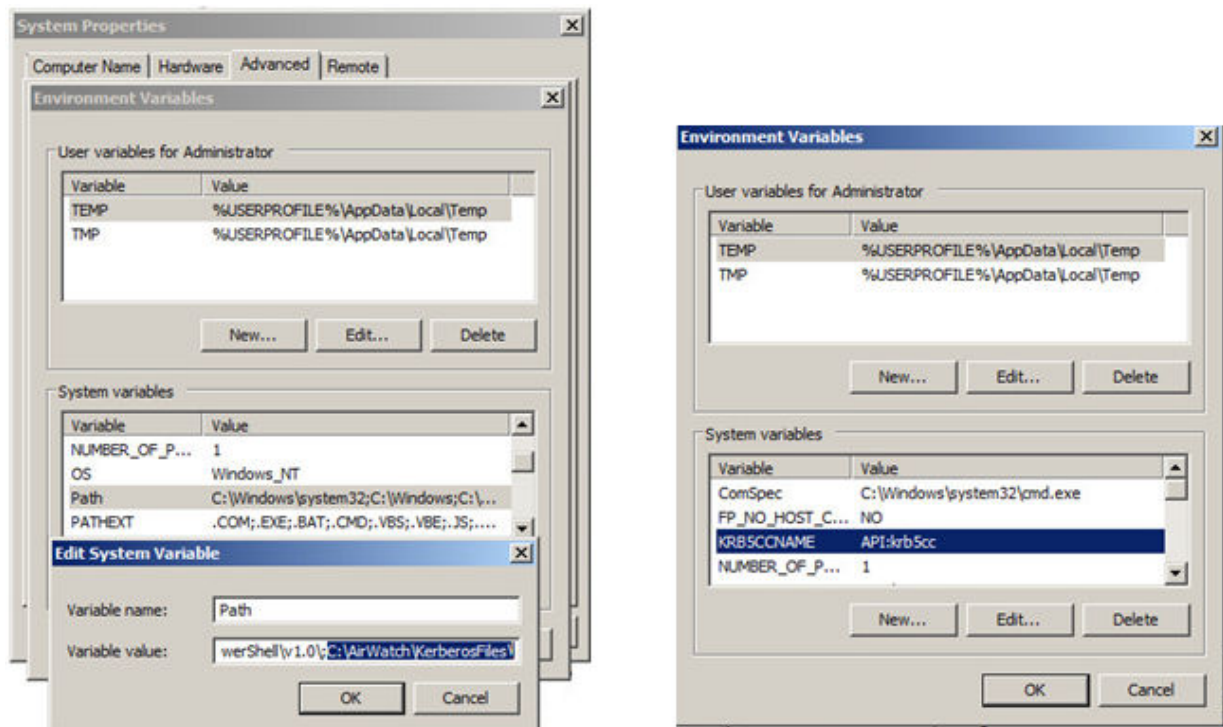 System Properties
Computer Name Hardware Advanced Remote
Environment Variables
User variables for Administrator
Variable Value
TEMP %USERPROFILE%\AppData\Local\Temp
TMP %USERPROFILE%\AppData\Local\Temp
New... Edit... Delete
System variables
Variable Value
NUMBER_OF_P... 1
OS Windows_NT
Path C:\Windows\system32;C:\Windows;C:\...
PATHEXT .COM;.EXE;.BAT;.CMD;.VBS;.VBE;.JS;....
Edit System Variable
Variable name: Path
Variable value: werShell\v1.0\;C:\AirWatch\KerberosFiles\
OK Cancel
Environment Variables
User variables for Administrator
Variable Value
TEMP %USERPROFILE%\AppData\Local\Temp
TMP %USERPROFILE%\AppData\Local\Temp
New... Edit... Delete
System variables
Variable Value
ComSpec C:\Windows\system32\cmd.exe
FP_NO_HOST_C... NO
KRB5CCNAME API:krb5cc
NUMBER_OF_P... 1
New... Edit... Delete
OK Cancel